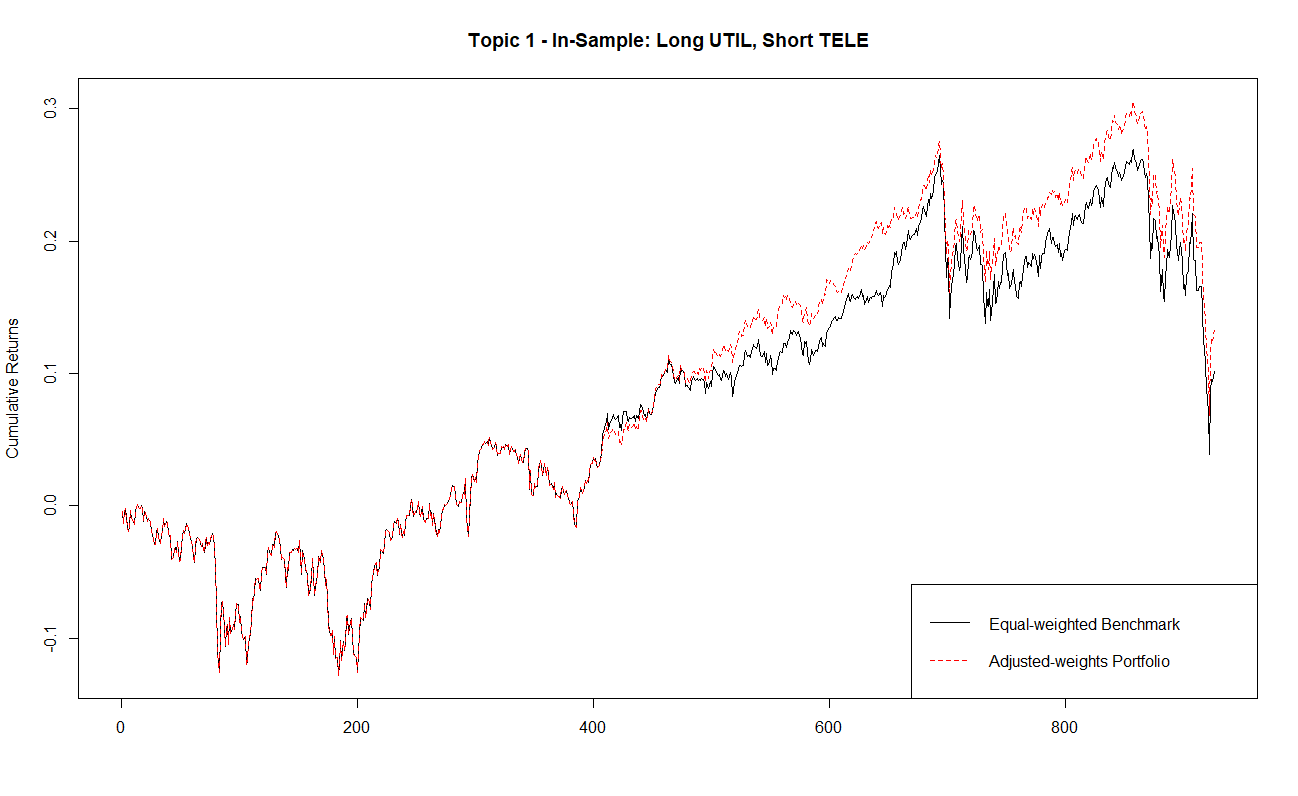 Topic 1 - In-Sample: Long UTIL, Short TELE
Cumulative Returns
0.3
0.2
0.1
0.0
-0.1
0 200 400 600 800
Equal-weighted Benchmark
Adjusted-weights Portfolio